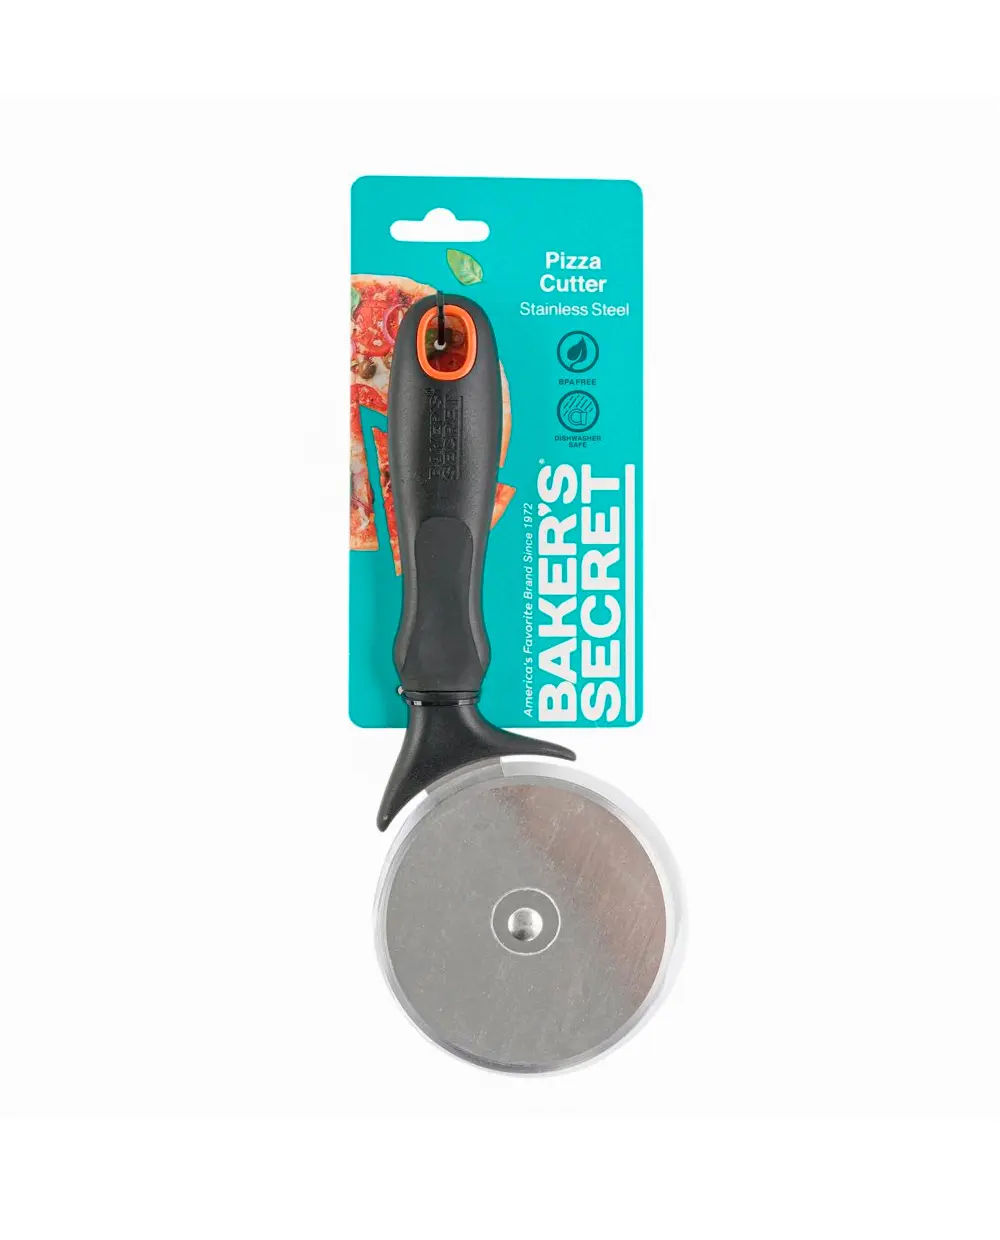 Pizza
Cutter
Stainless Steel
BPA FREE
DISHWASHER
SAFE
America's Favorite Brand Since 1972
BAKER'S®
SECRET
BAKER'S®
SECRET